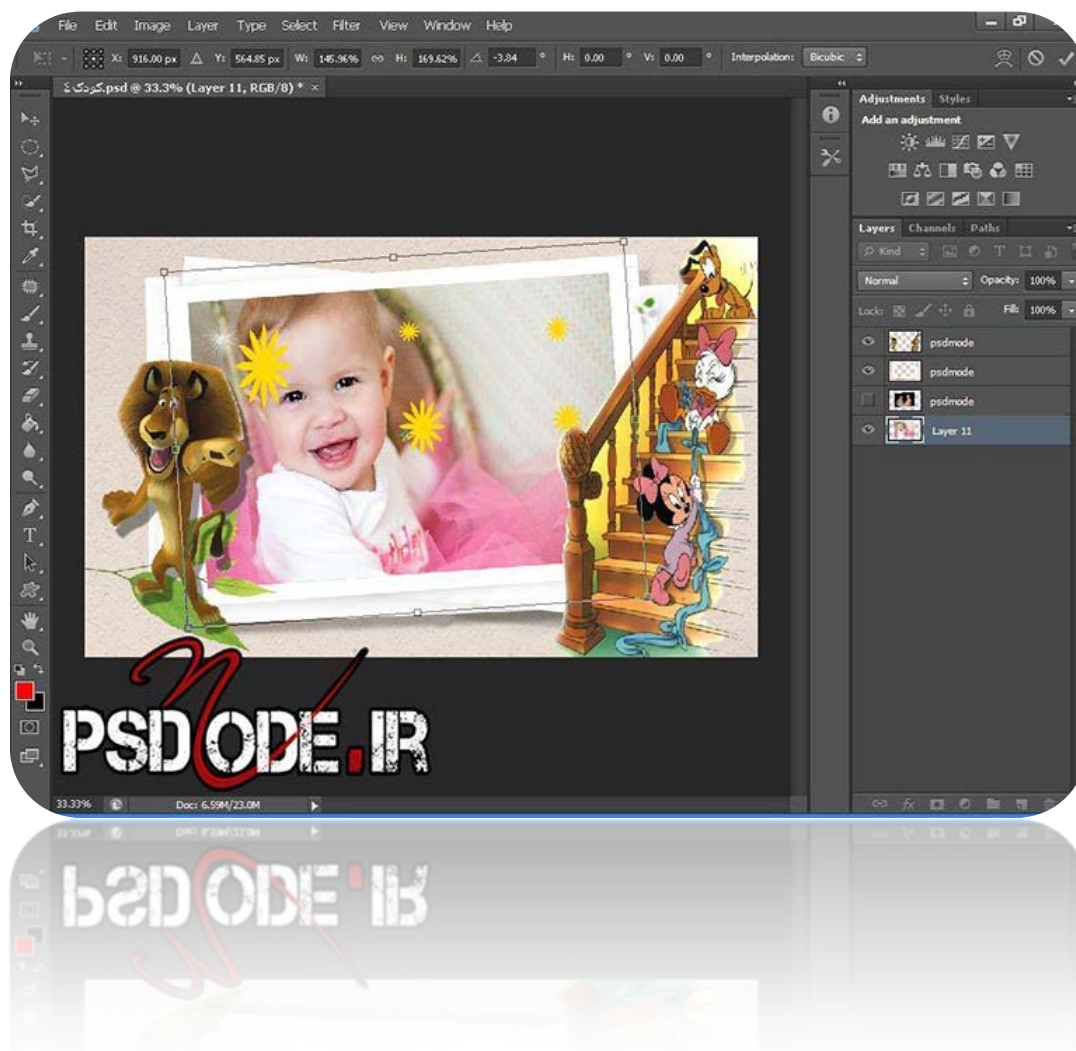 File Edit Image Layer Type Select Filter View Window Help
X: 916.00 px Y: 564.85 px W: 145.96% H: 169.62% -3.84 ° H: 0.00 ° V: 0.00 ° Interpolation: Bicubic
کودک ٤.psd @ 33.3% (Layer 11, RGB/8) * ×
Adjustments Styles
Add an adjustment
Layers Channels Paths
Kind
Normal Opacity: 100%
Lock: Fill: 100%
psdmode
psdmode
psdmode
Layer 11
PSDMODE.IR
33.33% Doc: 6.59M/23.0M